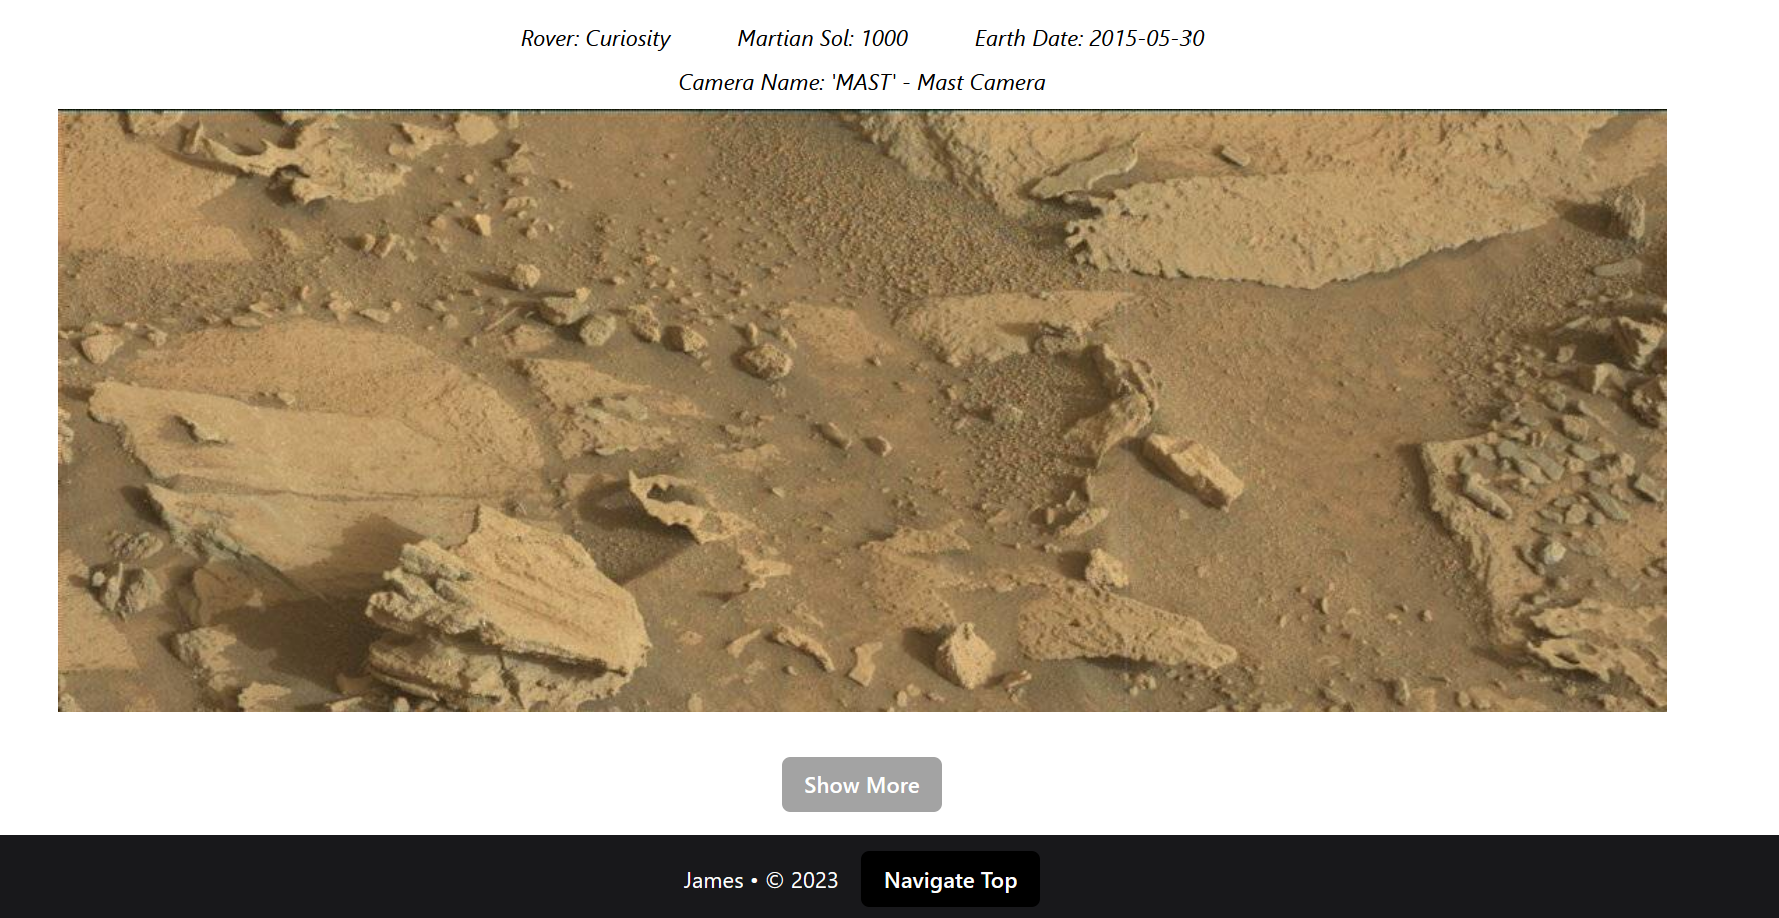 Rover: Curiosity Martian Sol: 1000 Earth Date: 2015-05-30
Camera Name: 'MAST' - Mast Camera
Show More
James • © 2023 Navigate Top